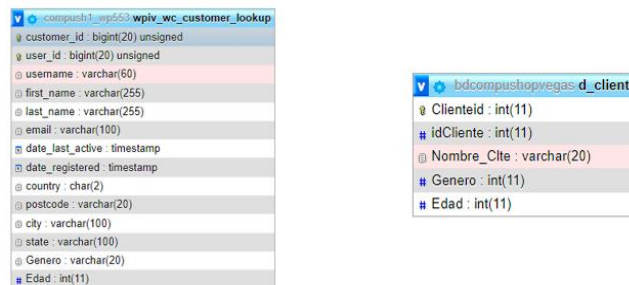 compush1_wp553 wpiv_wc_customer_lookup
customer_id : bigint(20) unsigned
user_id : bigint(20) unsigned
username : varchar(60)
first_name : varchar(255)
last_name : varchar(255)
email : varchar(100)
date_last_active : timestamp
date_registered : timestamp
country : char(2)
postcode : varchar(20)
city : varchar(100)
state : varchar(100)
Genero : varchar(20)
# Edad : int(11)
bdcompushopvegas d_client
Clienteid : int(11)
# idCliente : int(11)
Nombre_Clte : varchar(20)
# Genero : int(11)
# Edad : int(11)